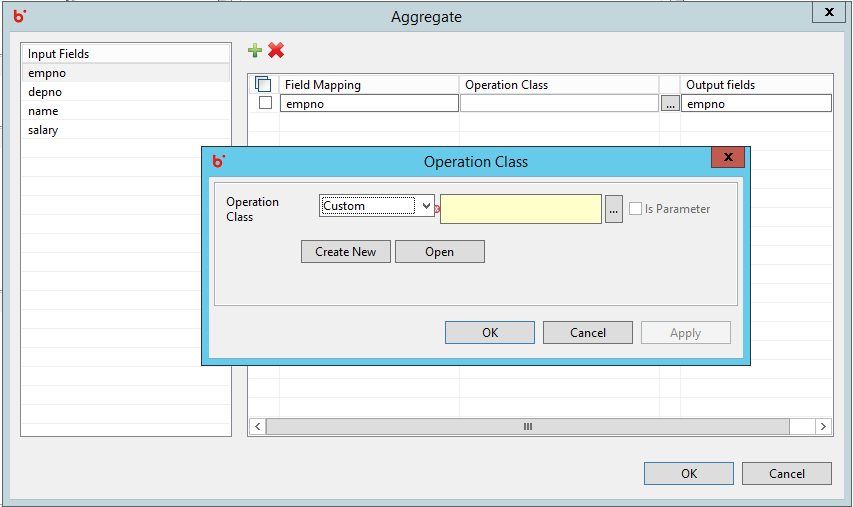 Aggregate
X
Input Fields
empno
depno
name
salary
Field Mapping
Operation Class
Output fields
empno
...
empno
Operation Class
X
Operation
Class
Custom
...
Is Parameter
Create New
Open
OK
Cancel
Apply
OK
Cancel